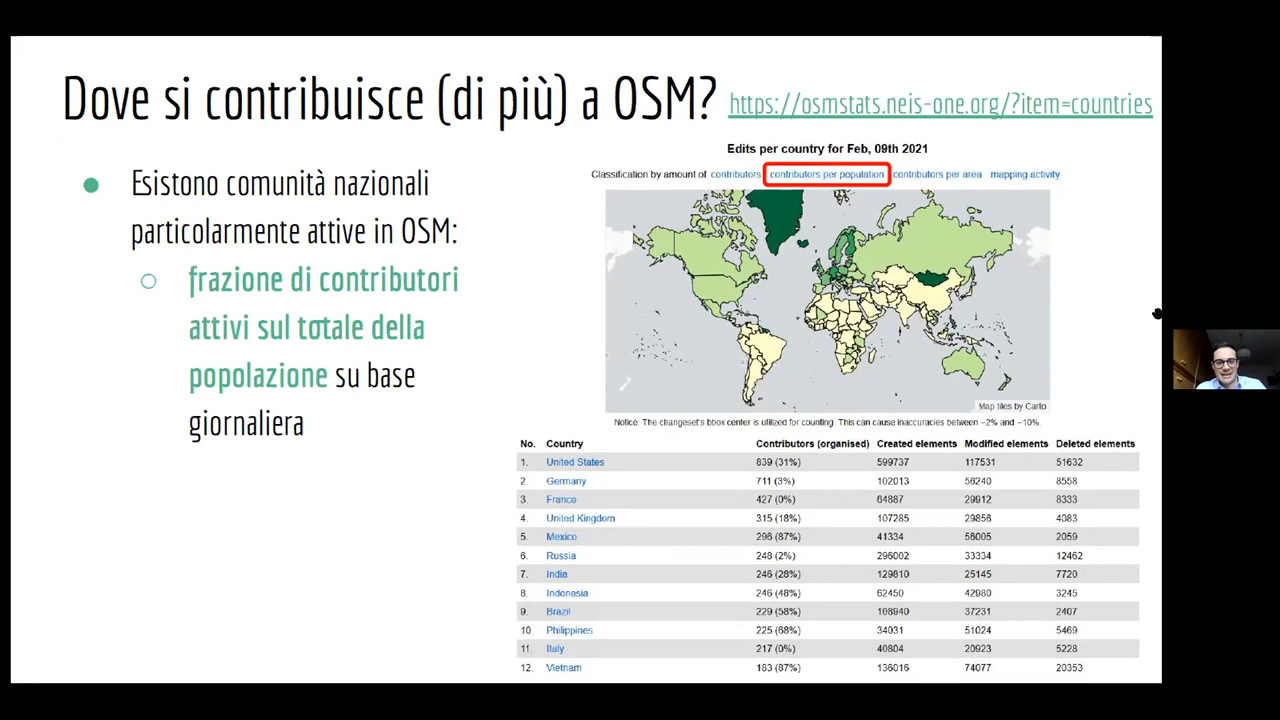 Dove si contribuisce (di più) a OSM? https://osmstats.neis-one.org/?item=countries
Esistono comunità nazionali
particolarmente attive in OSM:
frazione di contributori
attivi sul totale della
popolazione su base
giornaliera
Edits per country for Feb, 09th 2021
Classification by amount of contributors contributors per population contributors per area mapping activity
Map tiles by Carto
Notice: The changeset's bbox center is utilized for counting. This can cause inaccuracies between ~2% and ~10%.
No. Country Contributors (organised) Created elements Modified elements Deleted elements
1. United States 839 (31%) 599737 117531 51632
2. Germany 711 (3%) 102013 56240 8558
3. France 427 (0%) 64887 29912 8333
4. United Kingdom 315 (18%) 107285 29856 4083
5. Mexico 296 (87%) 41334 56005 2059
6. Russia 248 (2%) 296002 33334 12462
7. India 246 (28%) 129810 25145 7720
8. Indonesia 246 (48%) 62450 42980 3245
9. Brazil 229 (58%) 108940 37231 2407
10. Philippines 225 (68%) 34031 51024 5469
11. Italy 217 (0%) 40804 20923 5228
12. Vietnam 183 (87%) 136016 74077 20353